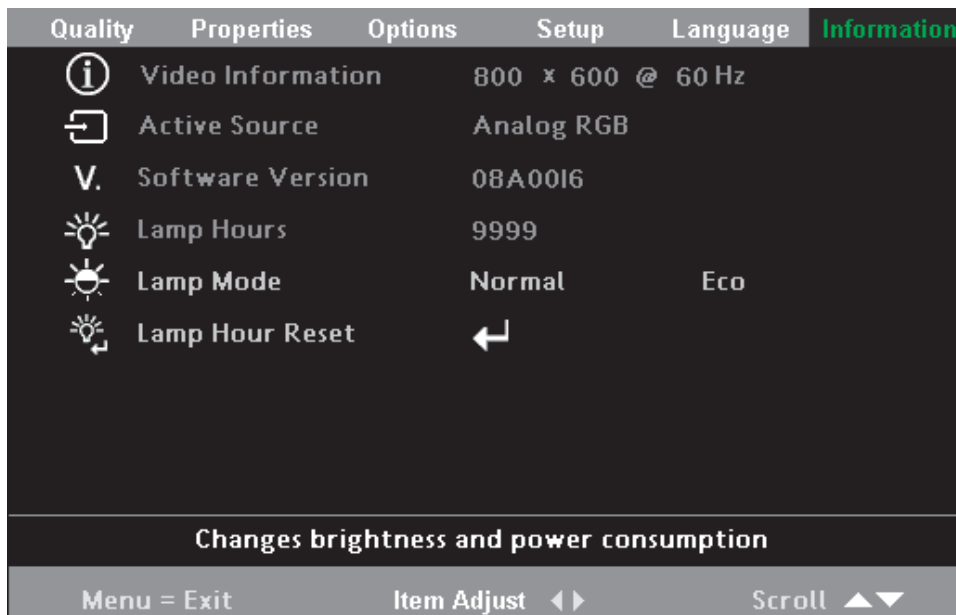 Quality Properties Options Setup Language Information
Video Information 800 x 600 @ 60 Hz
Active Source Analog RGB
V. Software Version 08A00I6
Lamp Hours 9999
Lamp Mode Normal Eco
Lamp Hour Reset
Changes brightness and power consumption
Menu = Exit Item Adjust Scroll